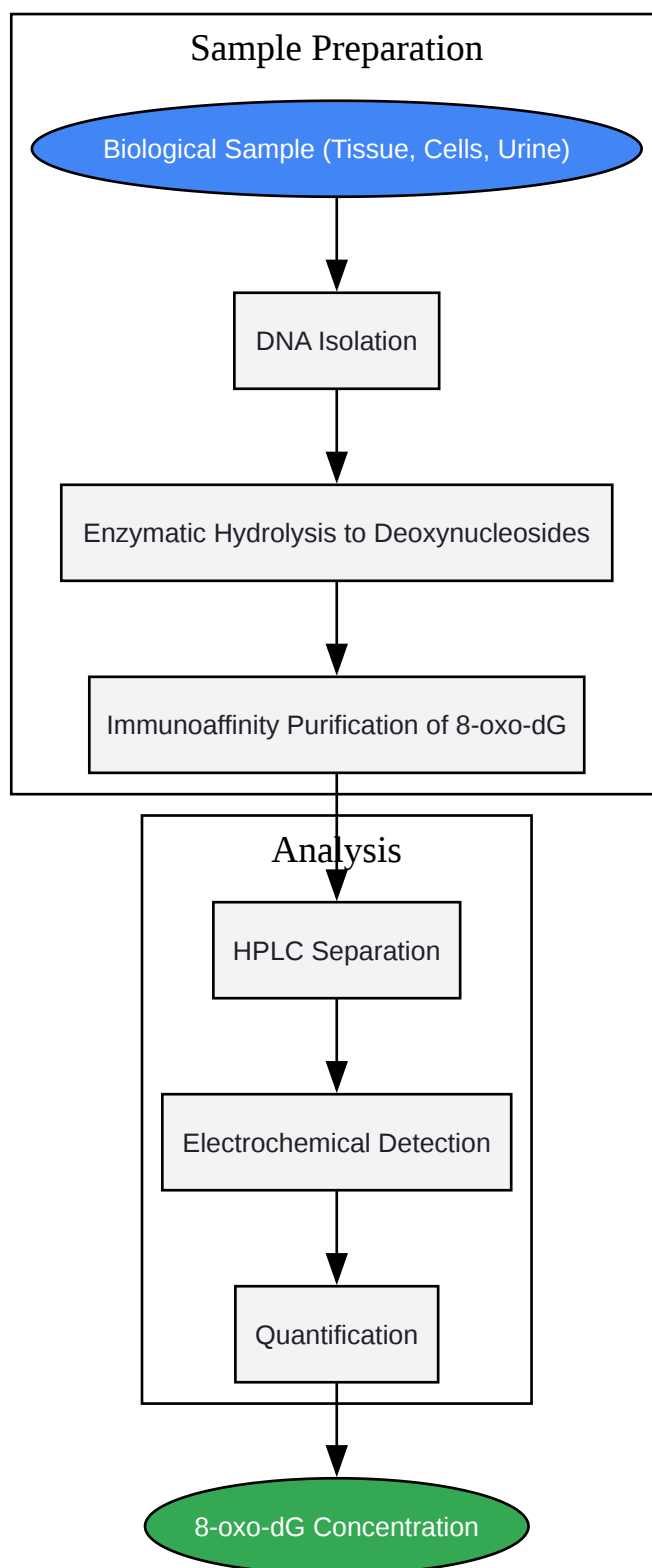 Sample Preparation
Biological Sample (Tissue, Cells, Urine)
DNA Isolation
Enzymatic Hydrolysis to Deoxynucleosides
Immunoaffinity Purification of 8-oxo-dG
Analysis
HPLC Separation
Electrochemical Detection
Quantification
8-oxo-dG Concentration